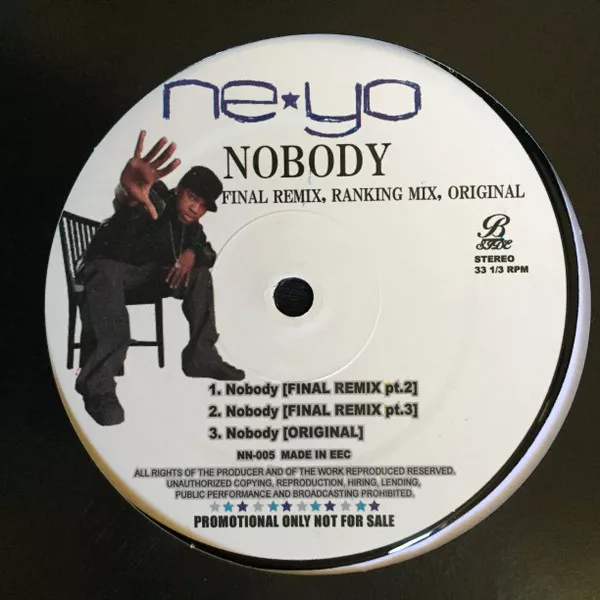 ne★yo
NOBODY
FINAL REMIX, RANKING MIX, ORIGINAL
B
SIDE
STEREO
33 1/3 RPM
1. Nobody [FINAL REMIX pt.2]
2. Nobody [FINAL REMIX pt.3]
3. Nobody [ORIGINAL]
NN-005 MADE IN EEC
ALL RIGHTS OF THE PRODUCER AND OF THE WORK REPRODUCED RESERVED.
UNAUTHORIZED COPYING, REPRODUCTION, HIRING, LENDING,
PUBLIC PERFORMANCE AND BROADCASTING PROHIBITED.
PROMOTIONAL ONLY NOT FOR SALE